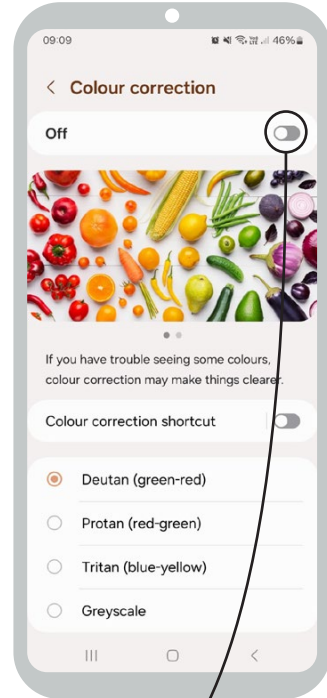 09:09 46%
Colour correction
Off
If you have trouble seeing some colours,
colour correction may make things clearer.
Colour correction shortcut
Deutan (green-red)
Protan (red-green)
Tritan (blue-yellow)
Greyscale